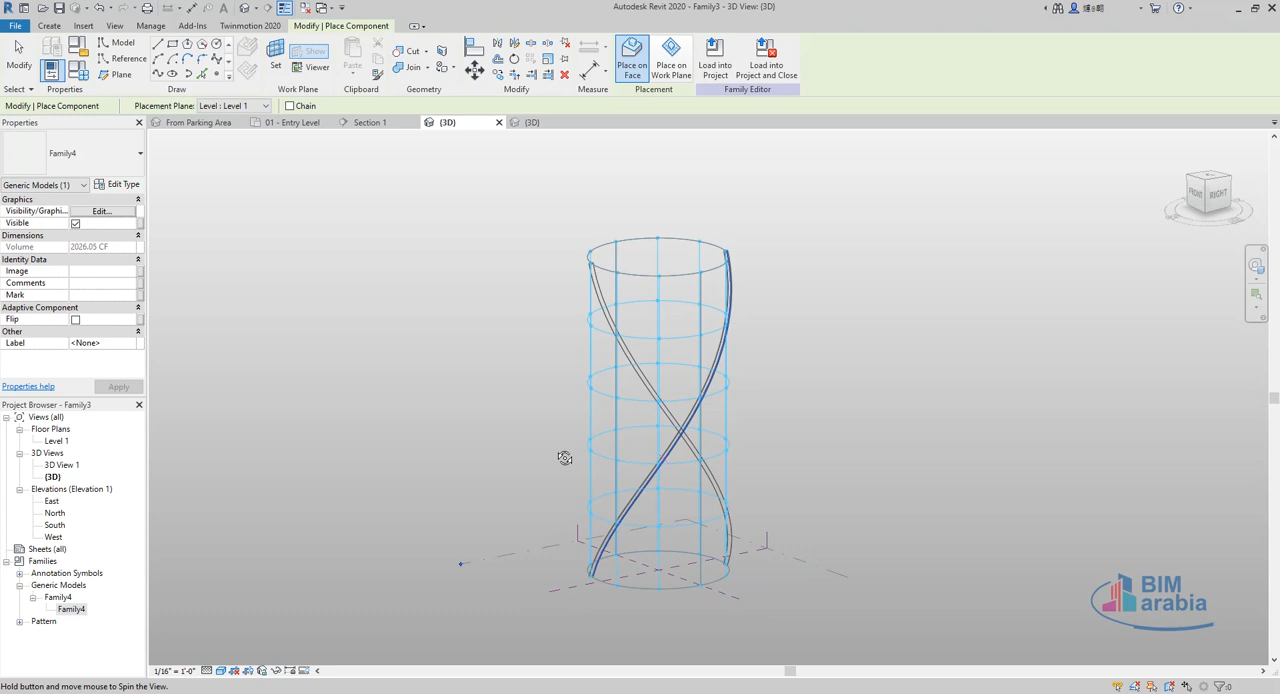 Autodesk Revit 2020 - Family3 - 3D View: {3D}
File Create Insert View Manage Add-Ins Twinmotion 2020 Modify | Place Component
Modify
Model
Reference
Plane
Set
Show
Viewer
Paste
Cut
Join
Place on Face
Place on Work Plane
Load into Project
Load into Project and Close
Select Properties Draw Work Plane Clipboard Geometry Modify Measure Placement Family Editor
Modify | Place Component Placement Plane: Level : Level 1 Chain
Properties
From Parking Area 01 - Entry Level Section 1 {3D} {3D}
Family4
Generic Models (1) Edit Type
Graphics
Visibility/Graphi... Edit...
Visible
Dimensions
Volume 2026.05 CF
Identity Data
Image
Comments
Mark
Adaptive Component
Flip
Other
Label <None>
Properties help Apply
Project Browser - Family3
Views (all)
Floor Plans
Level 1
3D Views
3D View 1
{3D}
Elevations (Elevation 1)
East
North
South
West
Sheets (all)
Families
Annotation Symbols
Generic Models
Family4
Family4
Pattern
FRONT RIGHT
BIM
arabia
1/16" = 1'-0"
Hold button and move mouse to Spin the View.
:0